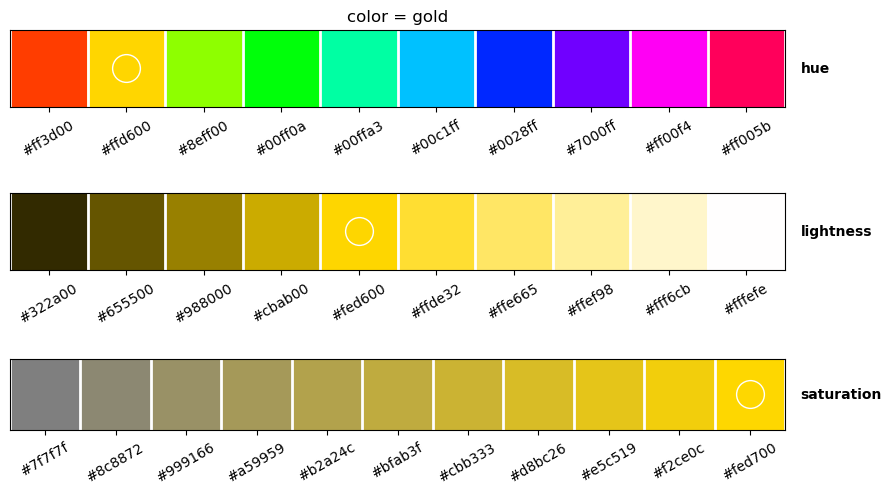 color = gold
hue
#ff3d00 #ffd600 #8eff00 #00ff0a #00ffa3 #00c1ff #0028ff #7000ff #ff00f4 #ff005b
lightness
#322a00 #655500 #988000 #cbab00 #fed600 #ffde32 #ffe665 #ffef98 #fff6cb #fffefe
saturation
#7f7f7f #8c8872 #999166 #a59959 #b2a24c #bfab3f #cbb333 #d8bc26 #e5c519 #f2ce0c #fed700